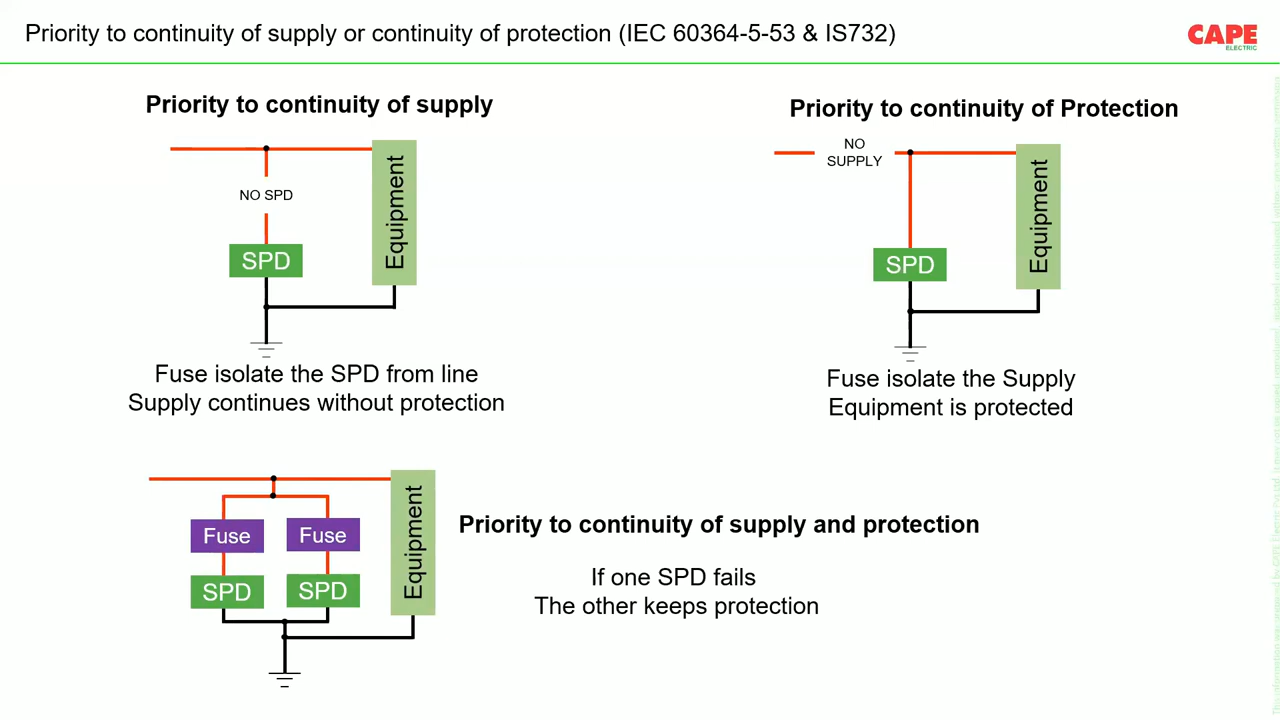 Priority to continuity of supply or continuity of protection (IEC 60364-5-53 & IS732)
CAPE
ELECTRIC
Priority to continuity of supply
NO SPD
SPD
Equipment
Fuse isolate the SPD from line
Supply continues without protection
Priority to continuity of Protection
NO
SUPPLY
SPD
Equipment
Fuse isolate the Supply
Equipment is protected
Fuse
Fuse
SPD
SPD
Equipment
Priority to continuity of supply and protection
If one SPD fails
The other keeps protection